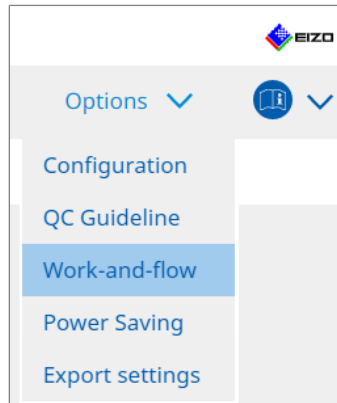 EIZO
Options
Configuration
QC Guideline
Work-and-flow
Power Saving
Export settings